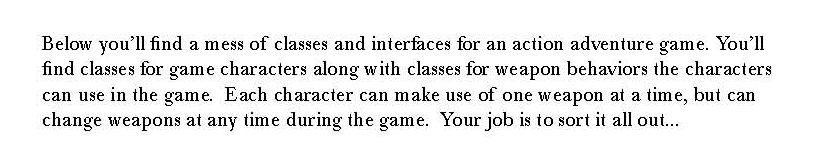 Below you'll find a mess of classes and interfaces for an action adventure game. You'll
find classes for game characters along with classes for weapon behaviors the characters
can use in the game.  Each character can make use of one weapon at a time, but can
change weapons at any time during the game.  Your job is to sort it all out...